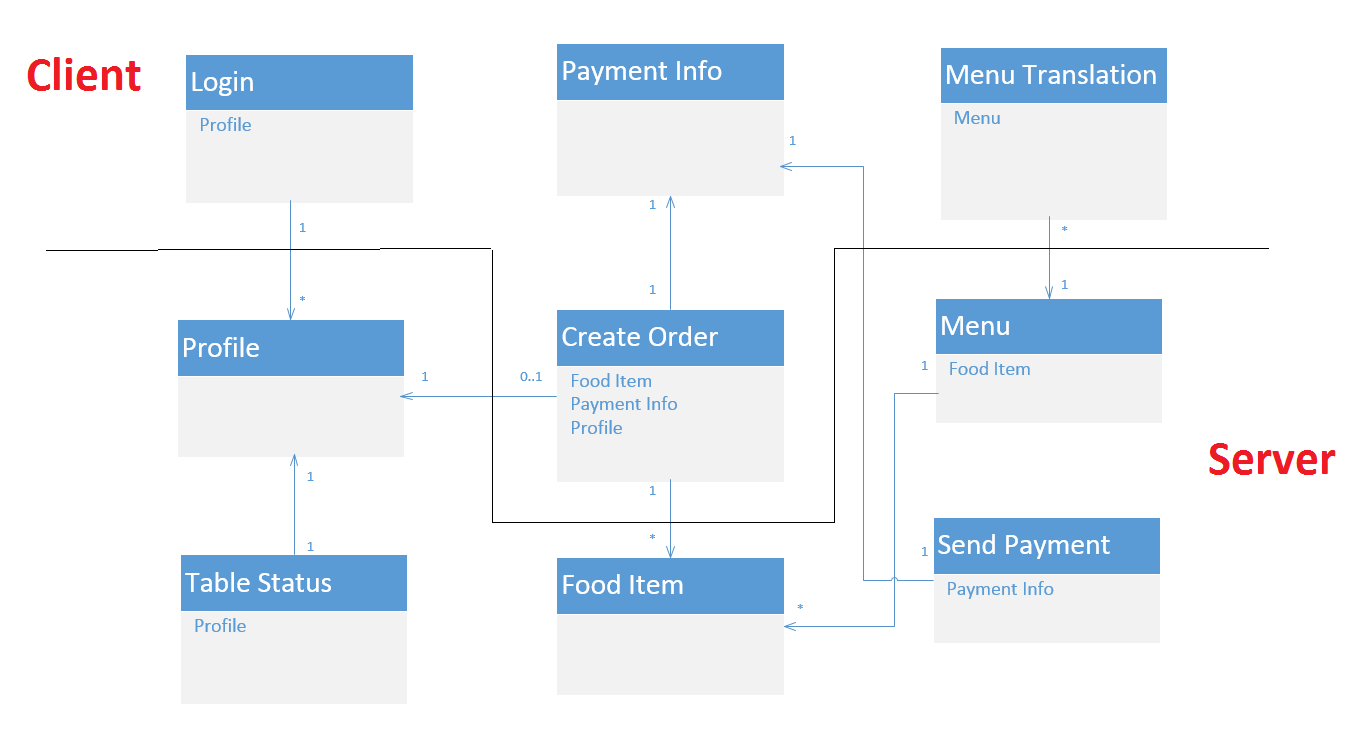 Client
Login
Profile
Payment Info
Menu Translation
Menu
1
*
1
1
1
*
1
Profile
1
0..1
Create Order
Food Item
Payment Info
Profile
Menu
Food Item
1
Server
1
1
Table Status
Profile
1
*
Food Item
*
1
Send Payment
Payment Info